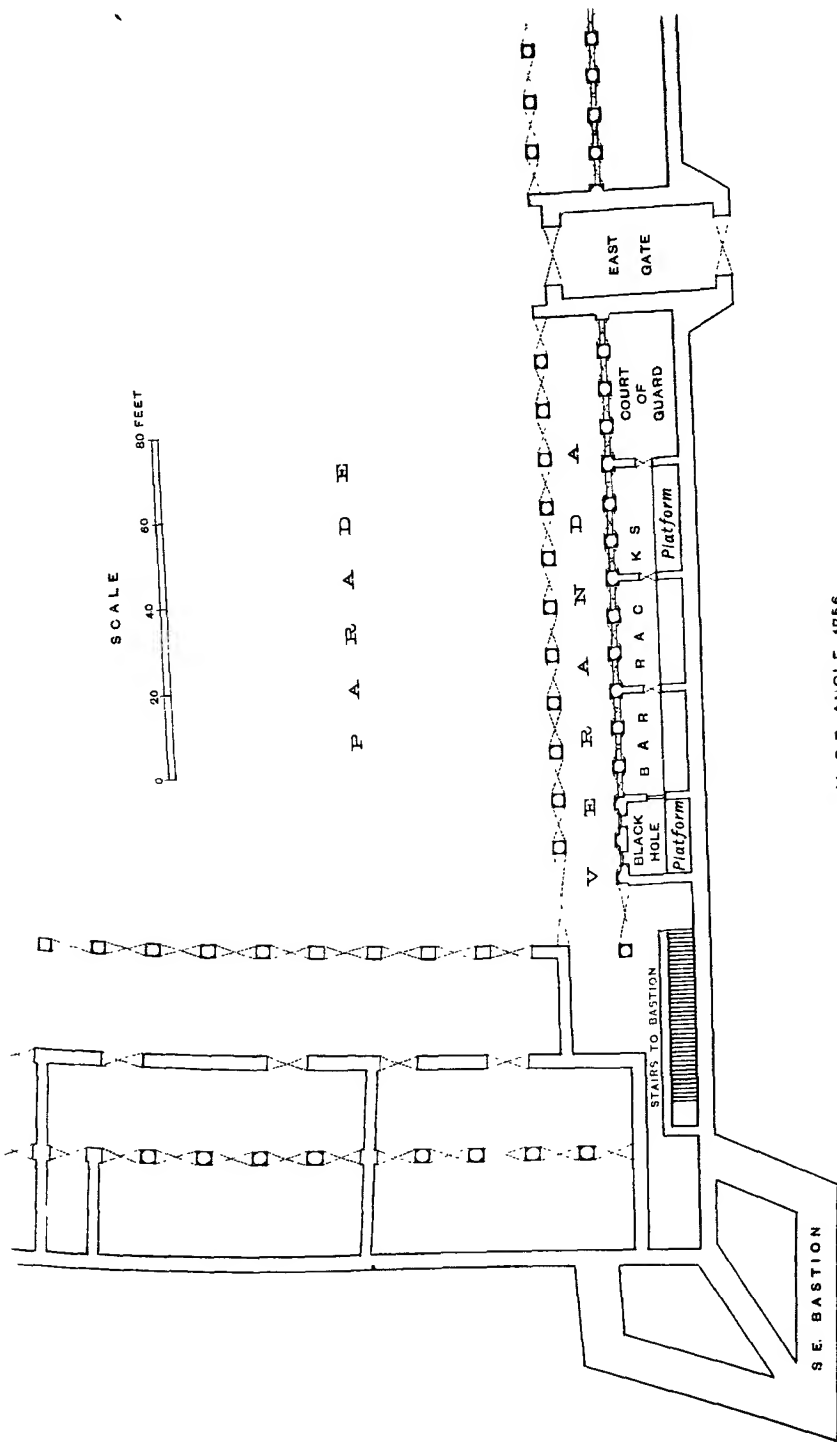 SCALE
0 20 40 60 80 FEET
PARADE
VERANDA
EAST
GATE
COURT
OF
GUARD
BARRACKS
Platform
BLACK
HOLE
Platform
STAIRS TO BASTION
S E. BASTION